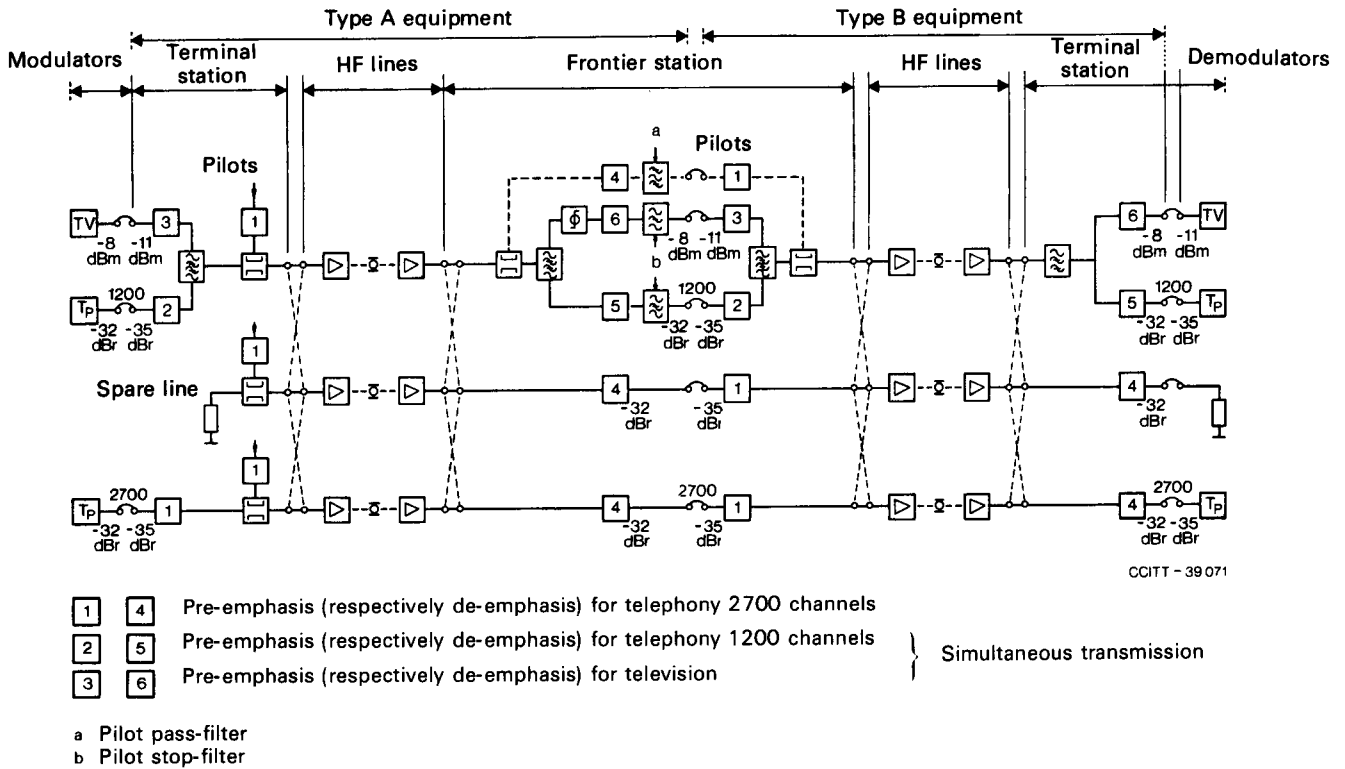 Type A equipment
Type B equipment
Modulators
Terminal station
HF lines
Frontier station
HF lines
Terminal station
Demodulators
a
Pilots
Pilots
4
1
1
TV
-8 dBm
-11 dBm
3
ϕ
6
-8 dBm
-11 dBm
3
6
-8 dBm
-11 dBm
TV
b
TP
1200
-32 dBr
-35 dBr
2
5
1200
-32 dBr
-35 dBr
2
5
1200
-32 dBr
-35 dBr
TP
1
Spare line
4
-32 dBr
-35 dBr
1
4
-32 dBr
1
TP
2700
-32 dBr
-35 dBr
1
4
-32 dBr
2700
-35 dBr
1
4
2700
-32 dBr
-35 dBr
TP
CCITT - 39 071
1 4 Pre-emphasis (respectively de-emphasis) for telephony 2700 channels
2 5 Pre-emphasis (respectively de-emphasis) for telephony 1200 channels
3 6 Pre-emphasis (respectively de-emphasis) for television
Simultaneous transmission
a Pilot pass-filter
b Pilot stop-filter